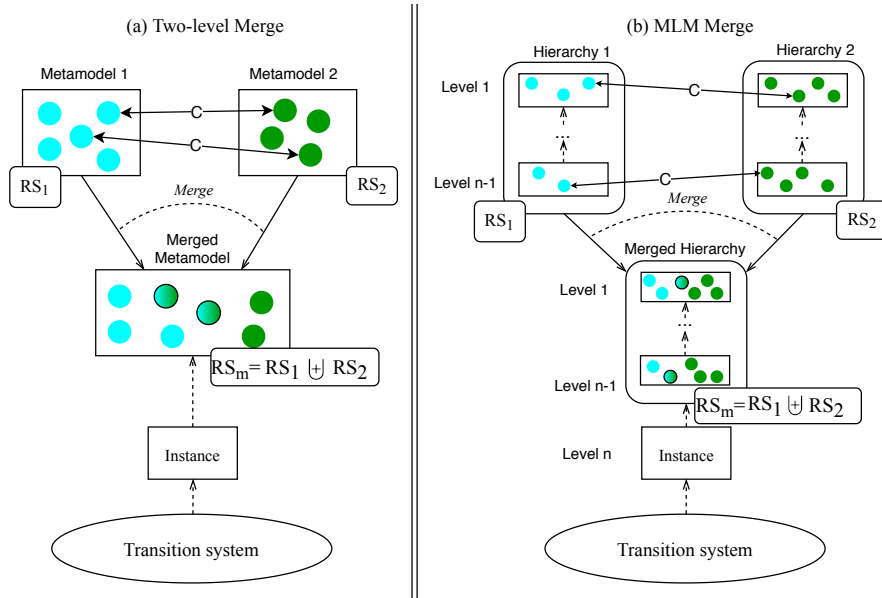 (a) Two-level Merge
Metamodel 1
Metamodel 2
C
C
RS1
RS2
Merge
Merged
Metamodel
RSm= RS1 ⨄ RS2
Instance
Transition system
(b) MLM Merge
Hierarchy 1
Hierarchy 2
Level 1
C
...
...
Level n-1
C
RS1
RS2
Merge
Merged Hierarchy
Level 1
...
Level n-1
RSm=RS1 ⨄ RS2
Level n
Instance
Transition system